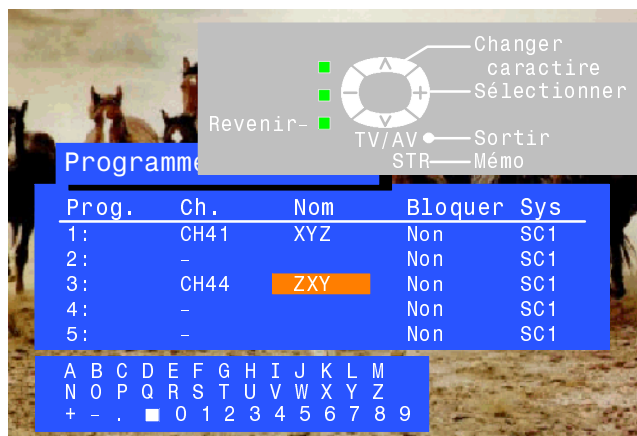 Changer
caractire
Sélectionner
Revenir-
TV/AV Sortir
STR Mémo
Programme
Prog. Ch. Nom Bloquer Sys
1: CH41 XYZ Non SC1
2: - Non SC1
3: CH44 ZXY Non SC1
4: - Non SC1
5: - Non SC1
A B C D E F G H I J K L M
N O P Q R S T U V W X Y Z
+ - . ■ 0 1 2 3 4 5 6 7 8 9